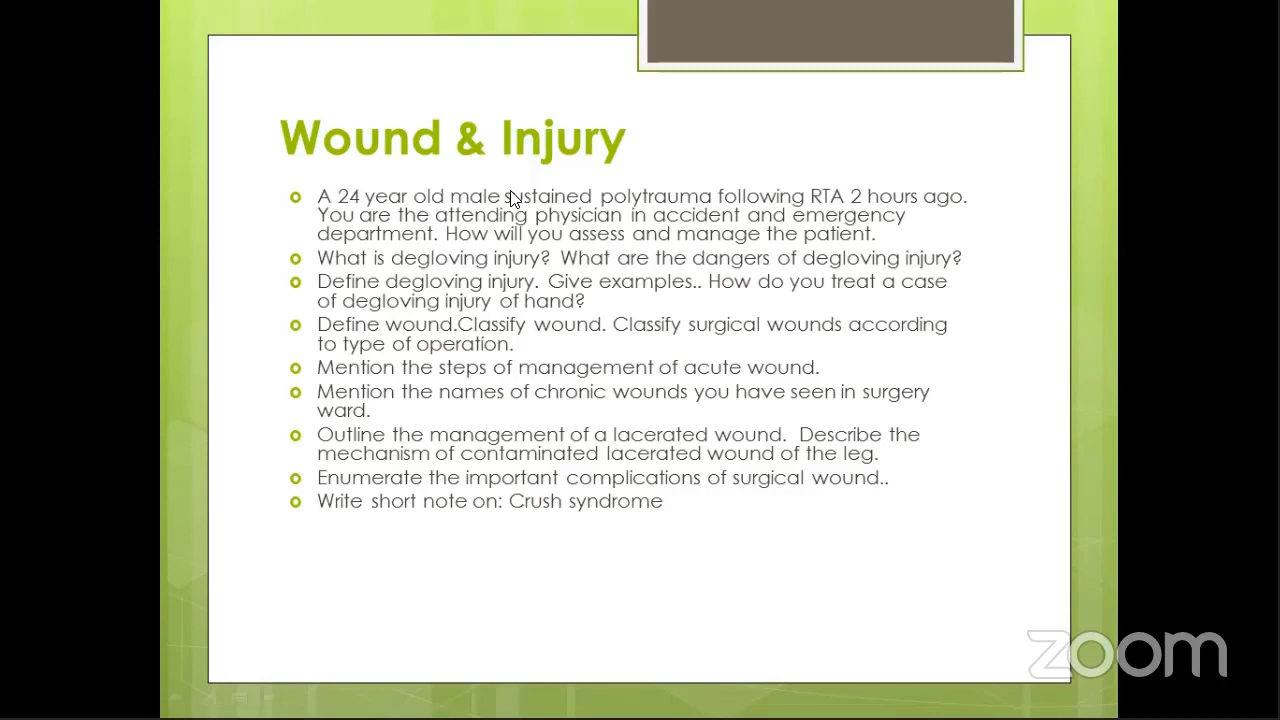 Wound & Injury
A 24 year old male sustained polytrauma following RTA 2 hours ago.
You are the attending physician in accident and emergency
department. How will you assess and manage the patient.
What is degloving injury? What are the dangers of degloving injury?
Define degloving injury. Give examples.. How do you treat a case
of degloving injury of hand?
Define wound.Classify wound. Classify surgical wounds according
to type of operation.
Mention the steps of management of acute wound.
Mention the names of chronic wounds you have seen in surgery
ward.
Outline the management of a lacerated wound. Describe the
mechanism of contaminated lacerated wound of the leg.
Enumerate the important complications of surgical wound..
Write short note on: Crush syndrome
zoom